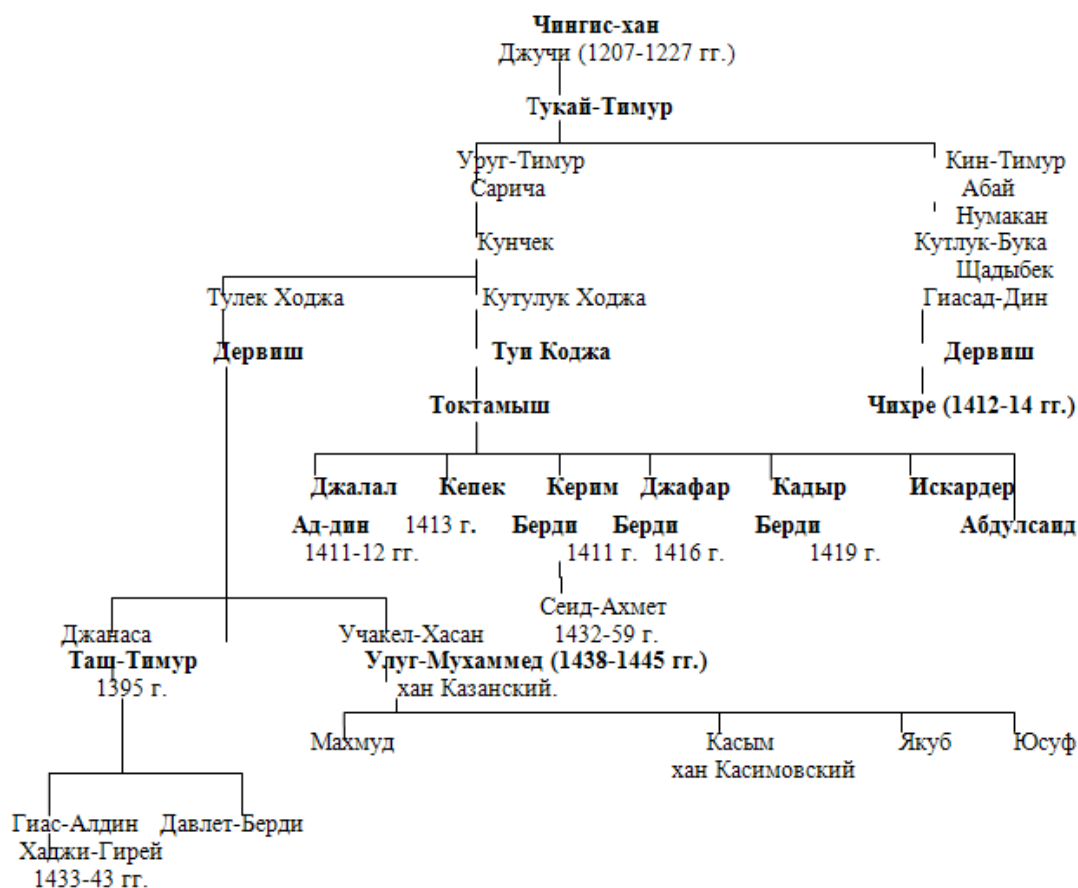 Чингис-хан
Джучи (1207-1227 гг.)
Тукай-Тимур
Уруг-Тимур Кин-Тимур
Сарича Абай
Нумакан
Кунчек Кутлук-Бука
Щадыбек
Тулек Ходжа Кутулук Ходжа Гиасад-Дин
Дервиш Туи Коджа Дервиш
Токтамыш Чихре (1412-14 гг.)
Джалал Кепек Керим Джафар Кадыр Искардер
Ад-дин 1413 г. Берди Берди Берди Абдулсаид
1411-12 гг. 1411 г. 1416 г. 1419 г.
Сеид-Ахмет
Джанаса Учакел-Хасан 1432-59 г.
Таш-Тимур Улуг-Мухаммед (1438-1445 гг.)
1395 г. хан Казанский.
Махмуд Касым Якуб Юсуф
хан Касимовский
Гиас-Алдин Давлет-Берди
Хаджи-Гирей
1433-43 гг.